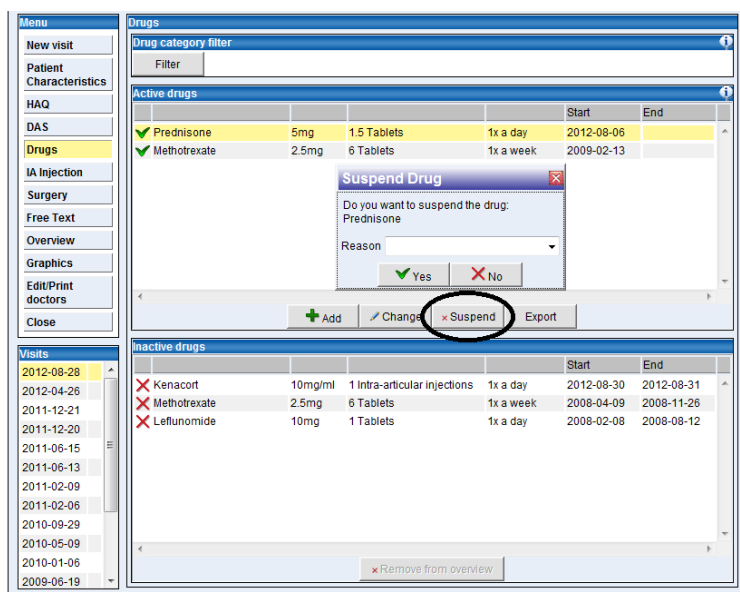 Menu
New visit
Patient
Characteristics
HAQ
DAS
Drugs
IA Injection
Surgery
Free Text
Overview
Graphics
Edit/Print
doctors
Close
Visits
2012-08-28
2012-04-26
2011-12-21
2011-12-20
2011-06-15
2011-06-13
2011-02-09
2011-02-06
2010-09-29
2010-05-09
2010-01-06
2009-06-19
Drugs
Drug category filter
Filter
Active drugs
Start End
Prednisone 5mg 1.5 Tablets 1x a day 2012-08-06
Methotrexate 2.5mg 6 Tablets 1x a week 2009-02-13
Suspend Drug
Do you want to suspend the drug:
Prednisone
Reason
Yes No
Add Change Suspend Export
Inactive drugs
Start End
Kenacort 10mg/ml 1 Intra-articular injections 1x a day 2012-08-30 2012-08-31
Methotrexate 2.5mg 6 Tablets 1x a week 2008-04-09 2008-11-26
Leflunomide 10mg 1 Tablets 1x a day 2008-02-08 2008-08-12
Remove from overview